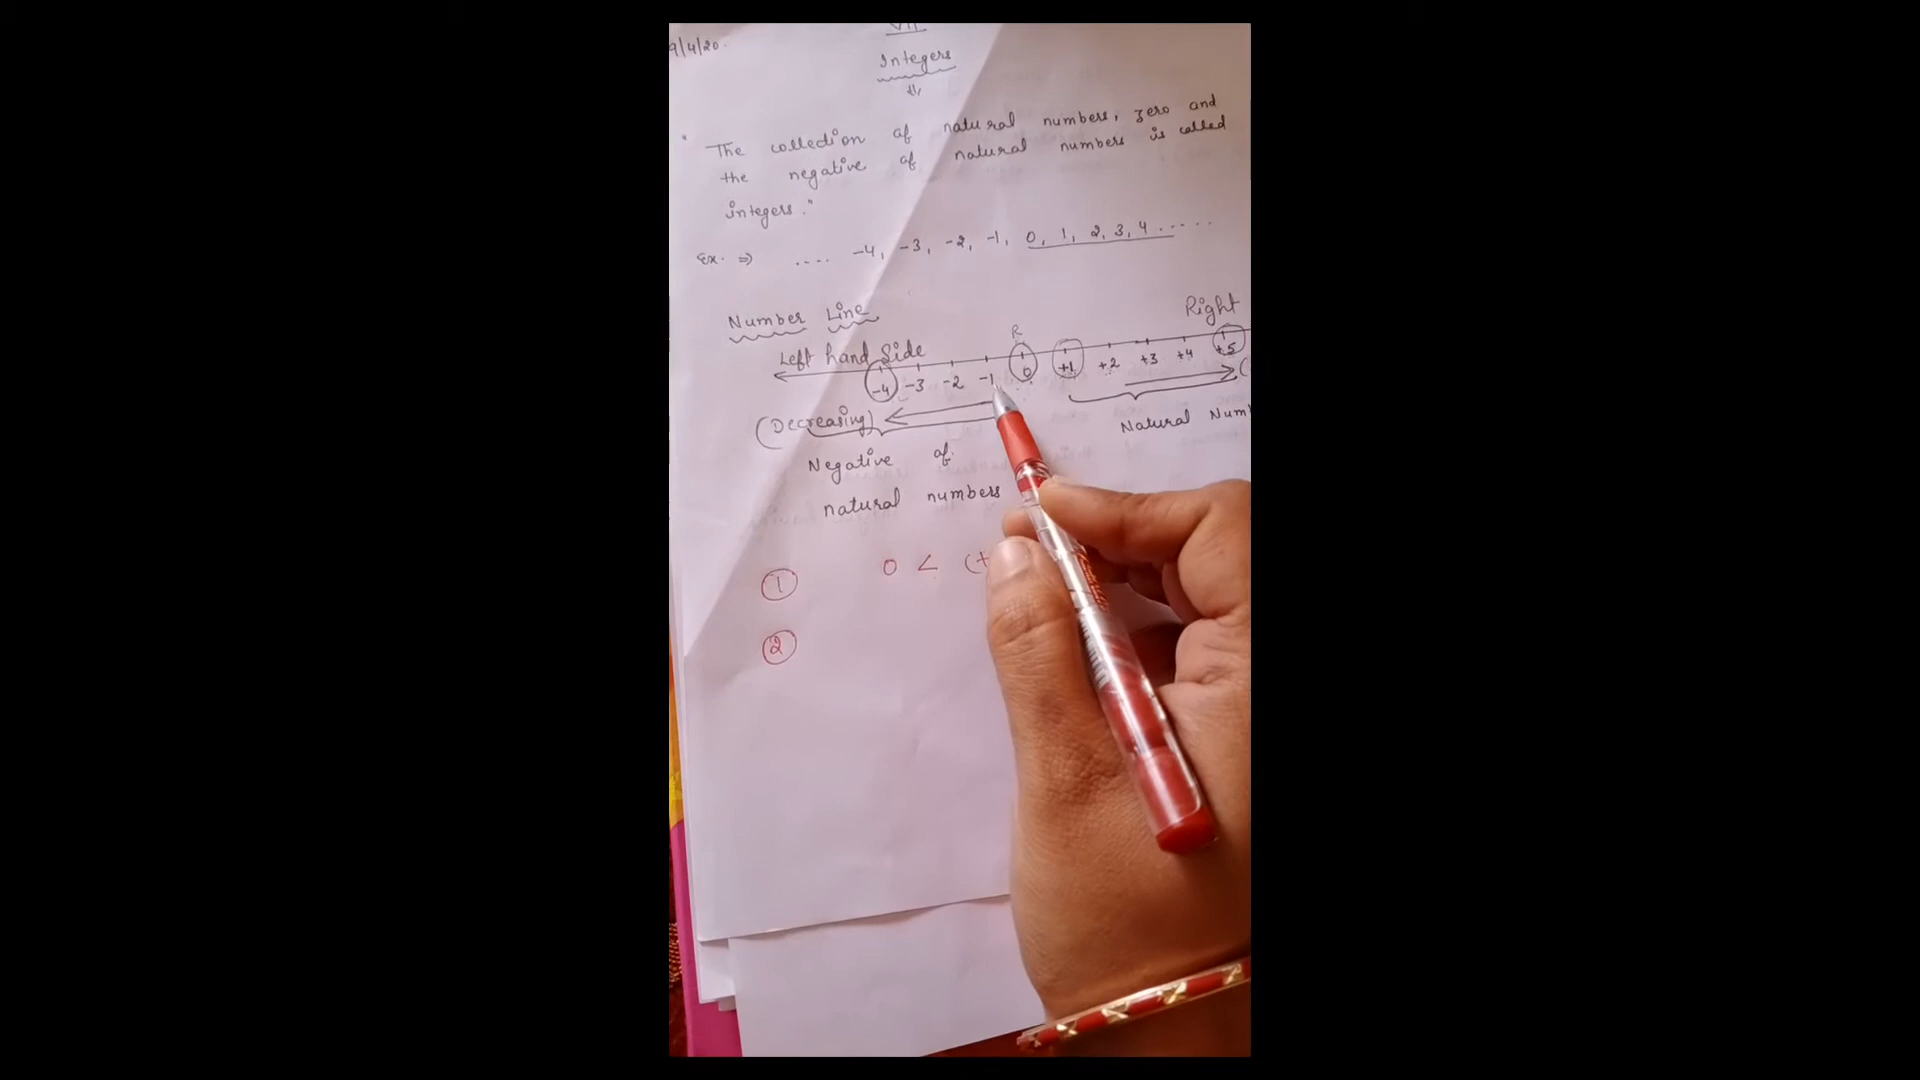 9/4/20.
VII
Integers
" The collection of natural numbers, zero and
the negative of natural numbers is called
integers."
Ex. ⇒ .... -4, -3, -2, -1, 0, 1, 2, 3, 4 ......
Number Line
Right
Left hand Side
R
-4 -3 -2 -1 0 +1 +2 +3 +4 +5
(Decreasing)
Natural Num
Negative of
natural numbers
1 0 < (+
2